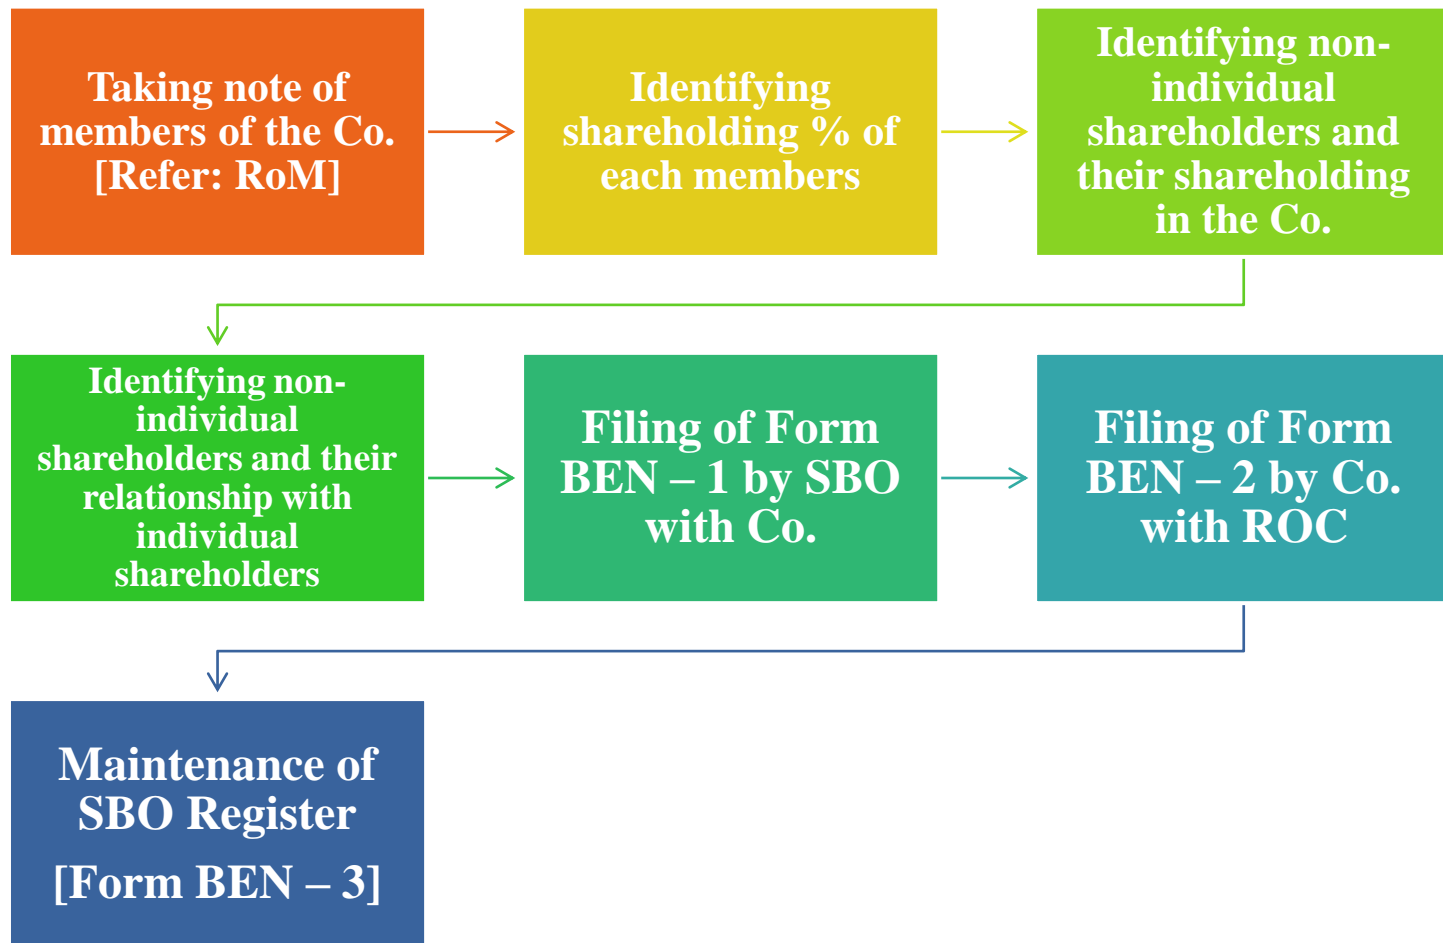 Taking note of
members of the Co.
[Refer: RoM]
Identifying
shareholding % of
each members
Identifying non-
individual
shareholders and
their shareholding
in the Co.
Identifying non-
individual
shareholders and their
relationship with
individual
shareholders
Filing of Form
BEN – 1 by SBO
with Co.
Filing of Form
BEN – 2 by Co.
with ROC
Maintenance of
SBO Register
[Form BEN – 3]